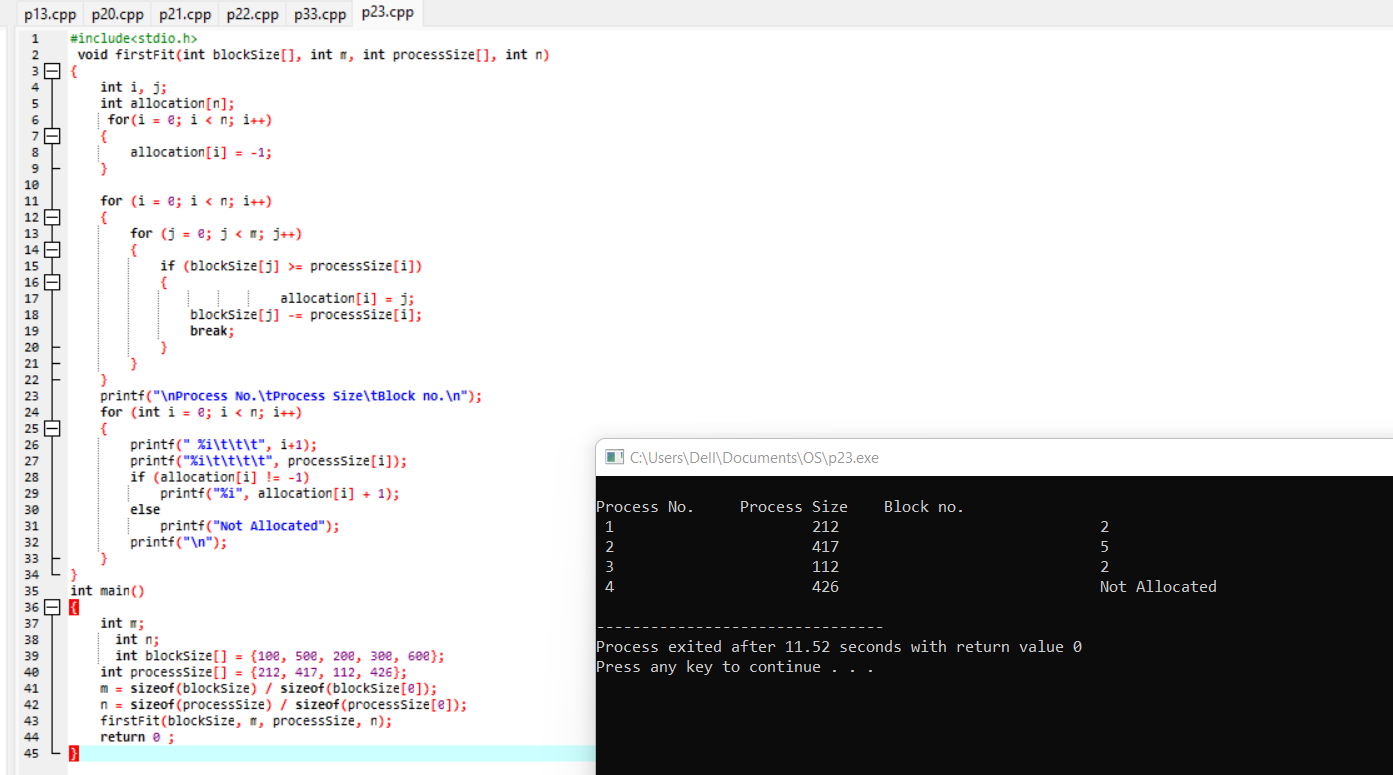 p13.cpp p20.cpp p21.cpp p22.cpp p33.cpp p23.cpp
1 #include<stdio.h>
2 void firstFit(int blockSize[], int m, int processSize[], int n)
3 {
4 int i, j;
5 int allocation[n];
6 for(i = 0; i < n; i++)
7 {
8 allocation[i] = -1;
9 }
10
11 for (i = 0; i < n; i++)
12 {
13 for (j = 0; j < m; j++)
14 {
15 if (blockSize[j] >= processSize[i])
16 {
17 allocation[i] = j;
18 blockSize[j] -= processSize[i];
19 break;
20 }
21 }
22 }
23 printf("\nProcess No.\tProcess Size\tBlock no.\n");
24 for (int i = 0; i < n; i++)
25 {
26 printf(" %i\t\t\t", i+1);
27 printf("%i\t\t\t\t", processSize[i]);
28 if (allocation[i] != -1)
29 printf("%i", allocation[i] + 1);
30 else
31 printf("Not Allocated");
32 printf("\n");
33 }
34 }
35 int main()
36 {
37 int m;
38 int n;
39 int blockSize[] = {100, 500, 200, 300, 600};
40 int processSize[] = {212, 417, 112, 426};
41 m = sizeof(blockSize) / sizeof(blockSize[0]);
42 n = sizeof(processSize) / sizeof(processSize[0]);
43 firstFit(blockSize, m, processSize, n);
44 return 0 ;
45 }
C:\Users\Dell\Documents\OS\p23.exe
Process No. Process Size Block no.
1 212 2
2 417 5
3 112 2
4 426 Not Allocated
--------------------------------
Process exited after 11.52 seconds with return value 0
Press any key to continue . . .